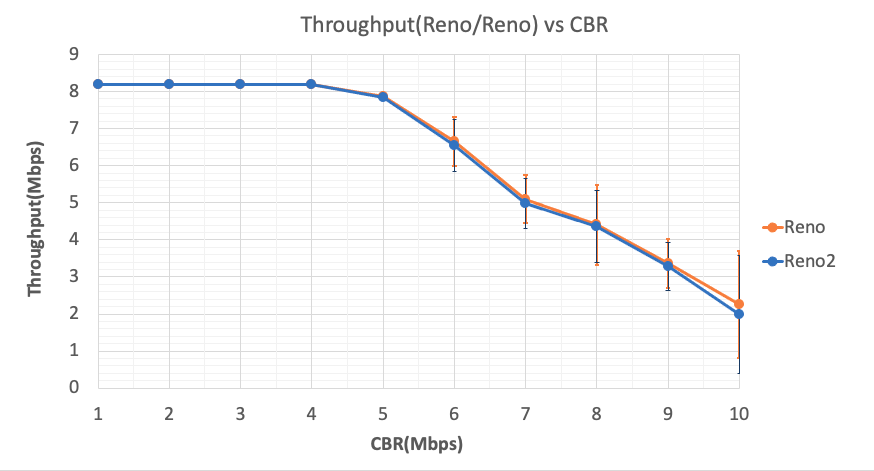 Throughput(Reno/Reno) vs CBR
9
8
7
6
5
4
3
2
1
0
Throughput(Mbps)
1 2 3 4 5 6 7 8 9 10
CBR(Mbps)
Reno
Reno2